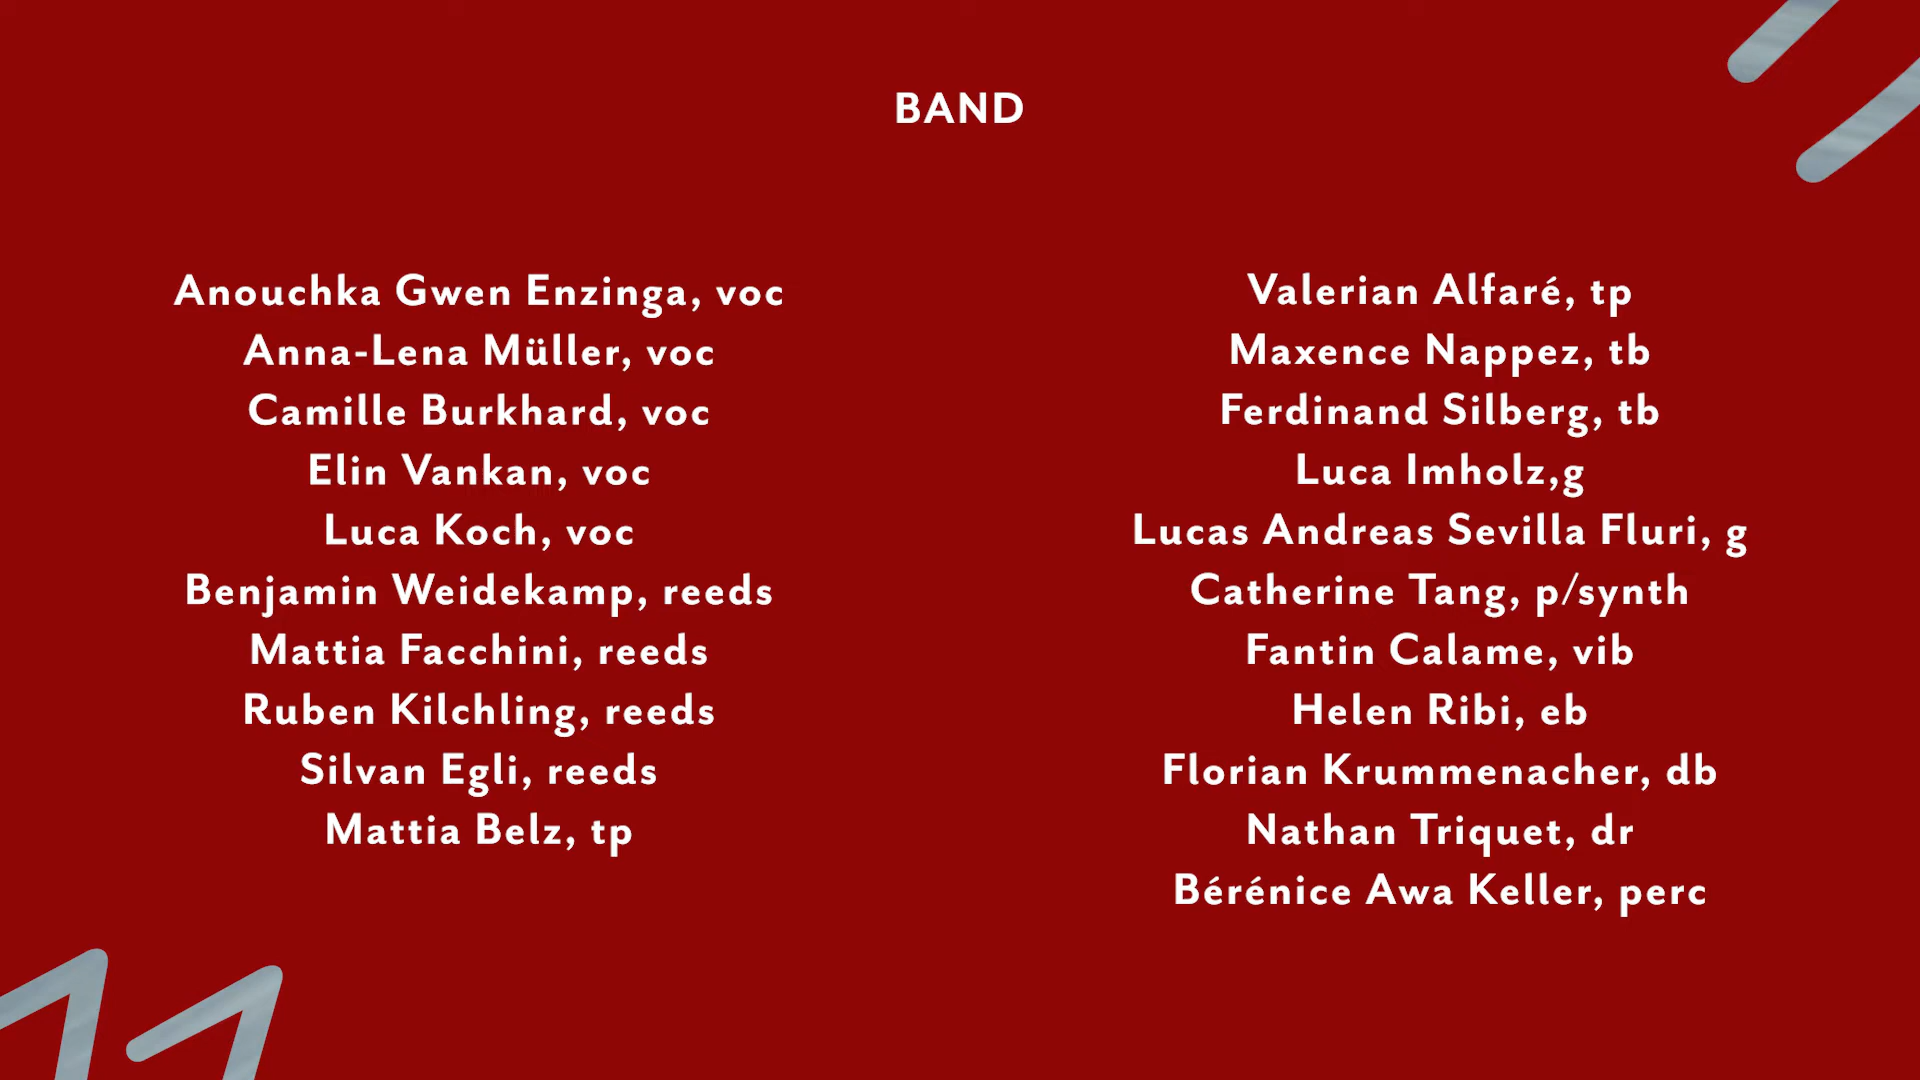 BAND
Anouchka Gwen Enzinga, voc
Anna-Lena Müller, voc
Camille Burkhard, voc
Elin Vankan, voc
Luca Koch, voc
Benjamin Weidekamp, reeds
Mattia Facchini, reeds
Ruben Kilchling, reeds
Silvan Egli, reeds
Mattia Belz, tp
Valerian Alfaré, tp
Maxence Nappez, tb
Ferdinand Silberg, tb
Luca Imholz,g
Lucas Andreas Sevilla Fluri, g
Catherine Tang, p/synth
Fantin Calame, vib
Helen Ribi, eb
Florian Krummenacher, db
Nathan Triquet, dr
Bérénice Awa Keller, perc